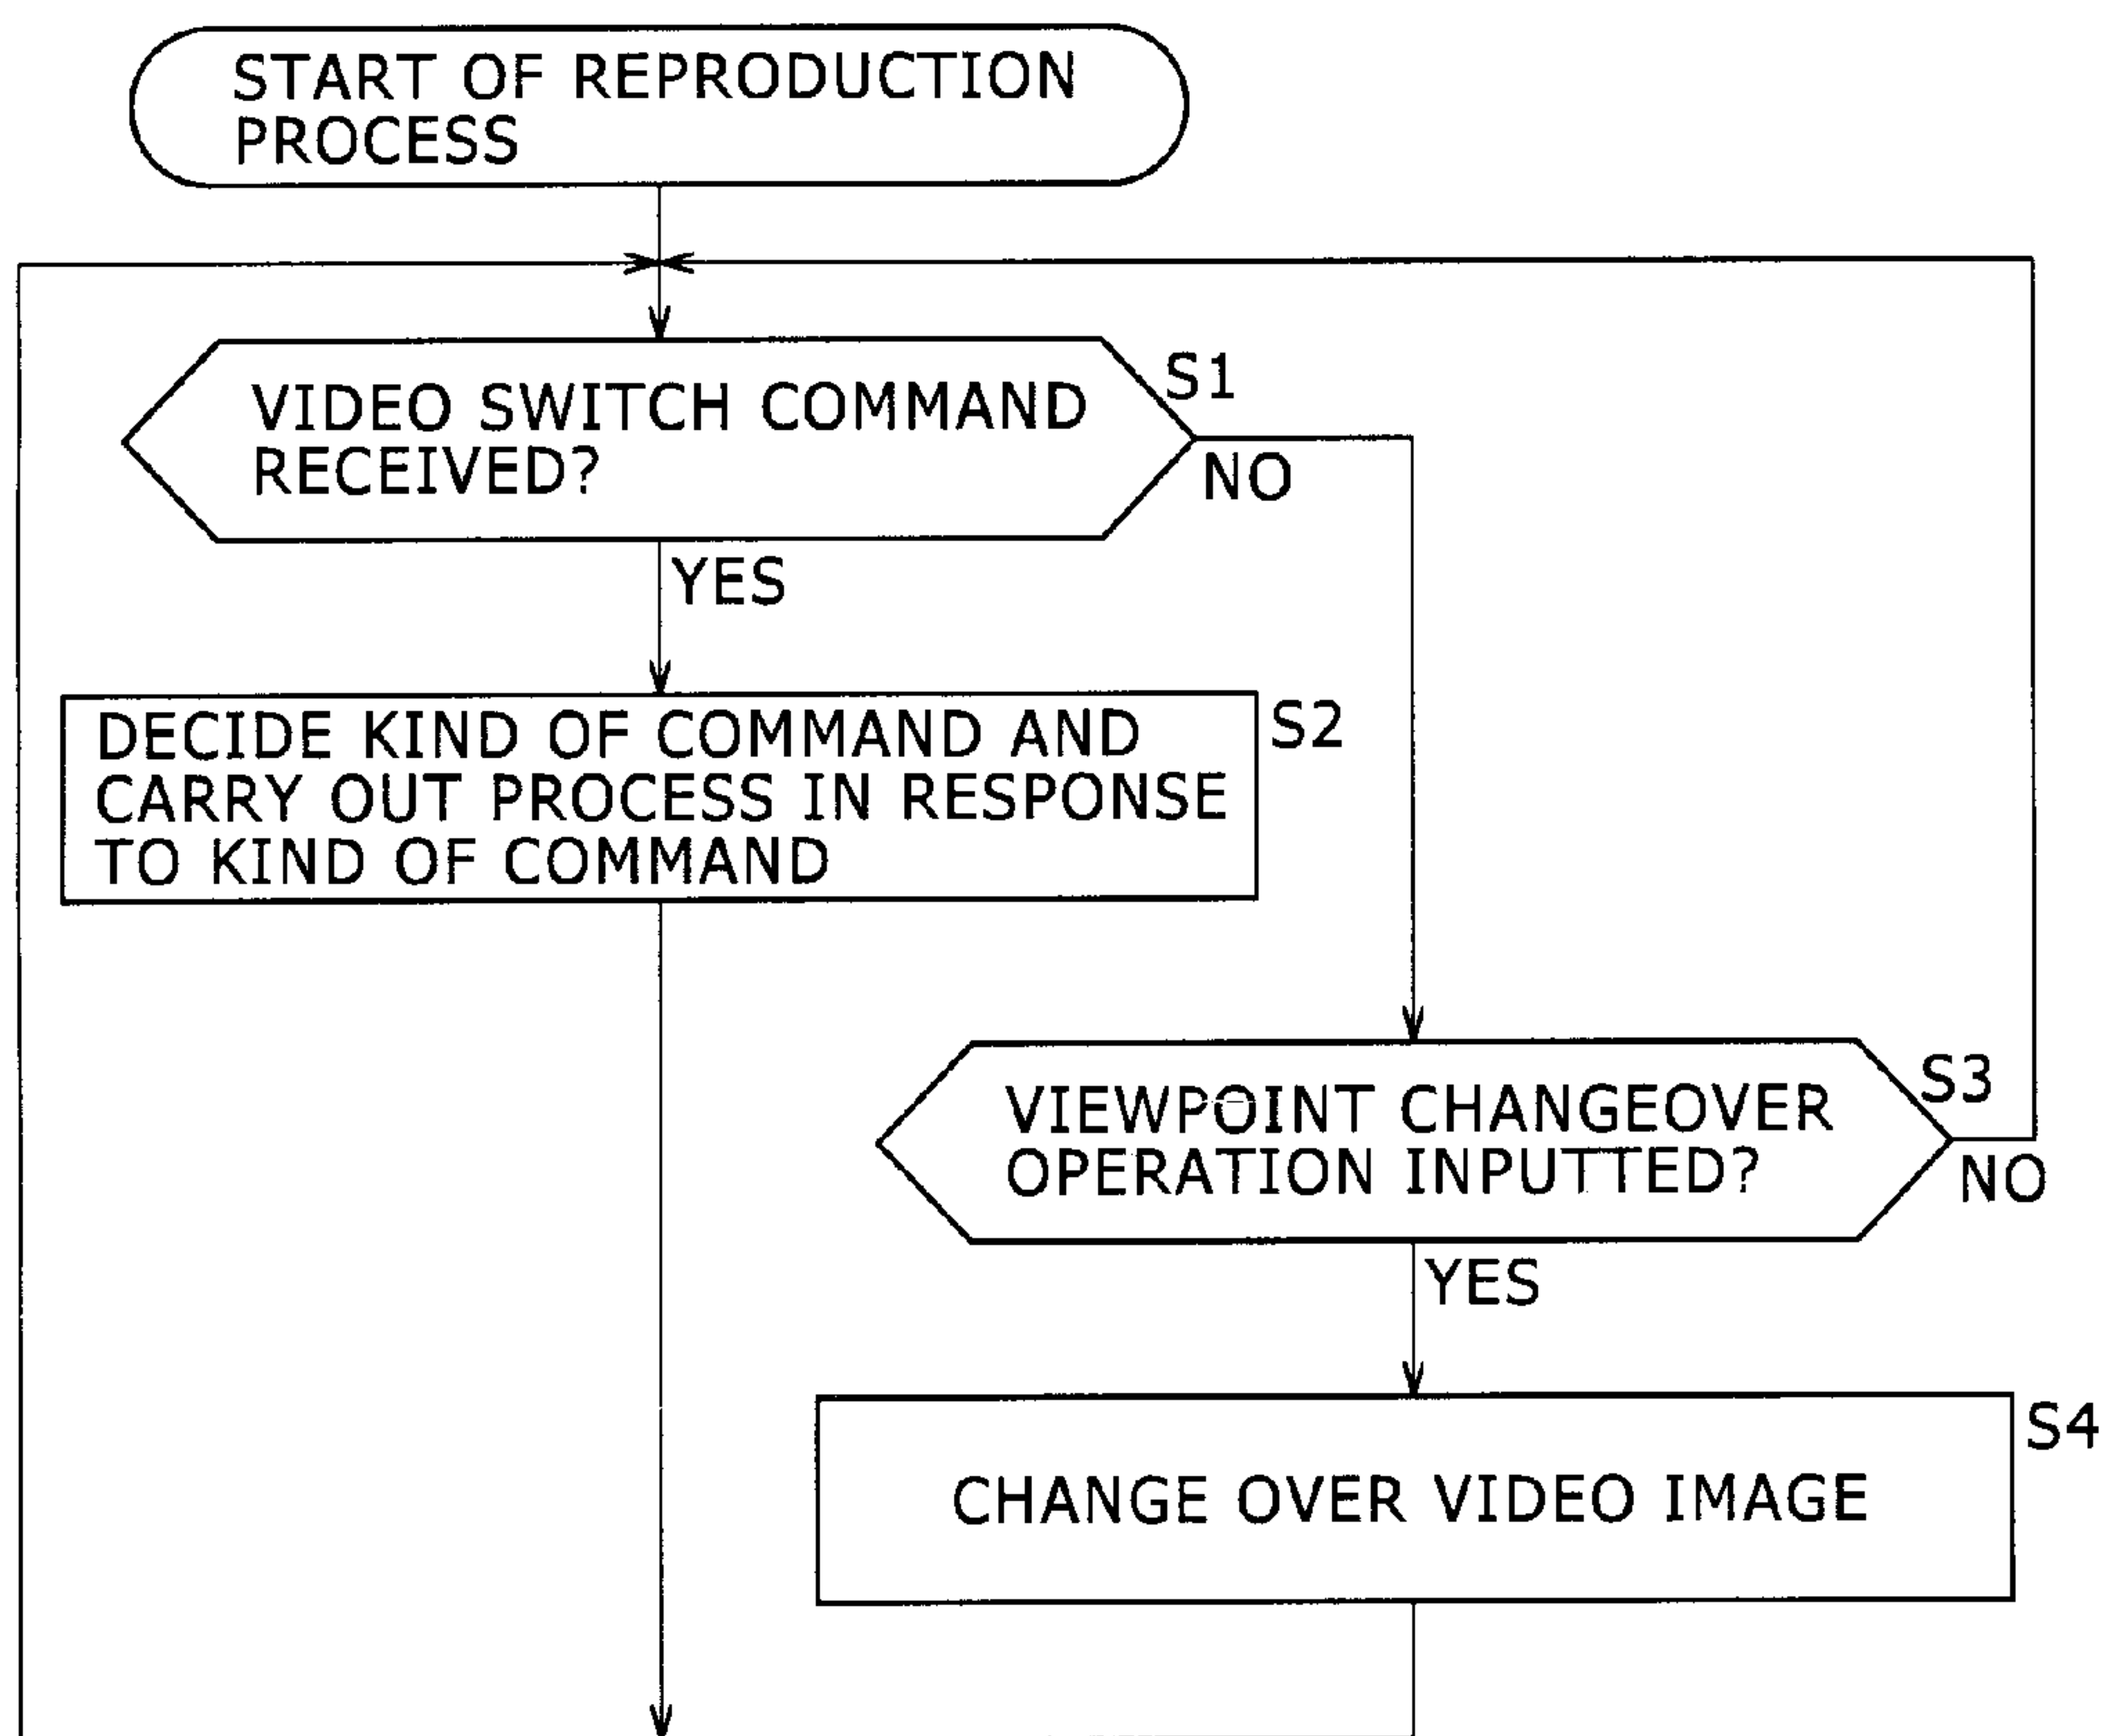 START OF REPRODUCTION
PROCESS
VIDEO SWITCH COMMAND
RECEIVED?
S1
NO
YES
DECIDE KIND OF COMMAND AND
CARRY OUT PROCESS IN RESPONSE
TO KIND OF COMMAND
S2
VIEWPOINT CHANGEOVER
OPERATION INPUTTED?
S3
NO
YES
CHANGE OVER VIDEO IMAGE
S4